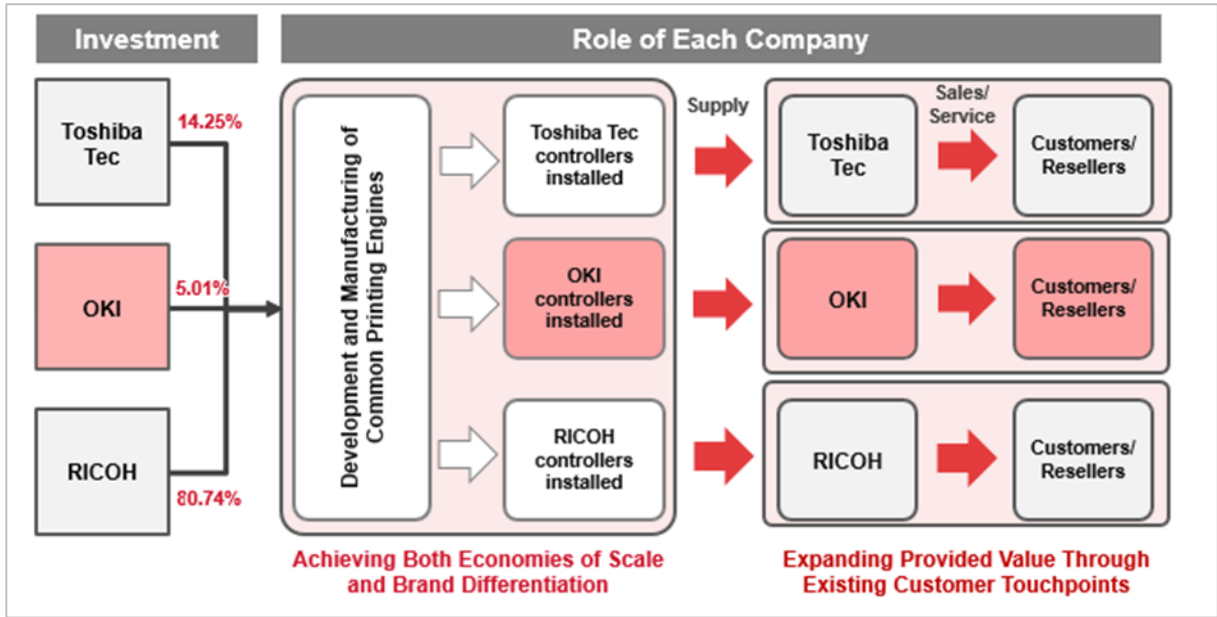 Investment
Role of Each Company
Toshiba
Tec
14.25%
OKI
5.01%
RICOH
80.74%
Development and Manufacturing of
Common Printing Engines
Toshiba Tec
controllers
installed
OKI
controllers
installed
RICOH
controllers
installed
Supply
Toshiba
Tec
Sales/
Service
Customers/
Resellers
OKI
Customers/
Resellers
RICOH
Customers/
Resellers
Achieving Both Economies of Scale
and Brand Differentiation
Expanding Provided Value Through
Existing Customer Touchpoints